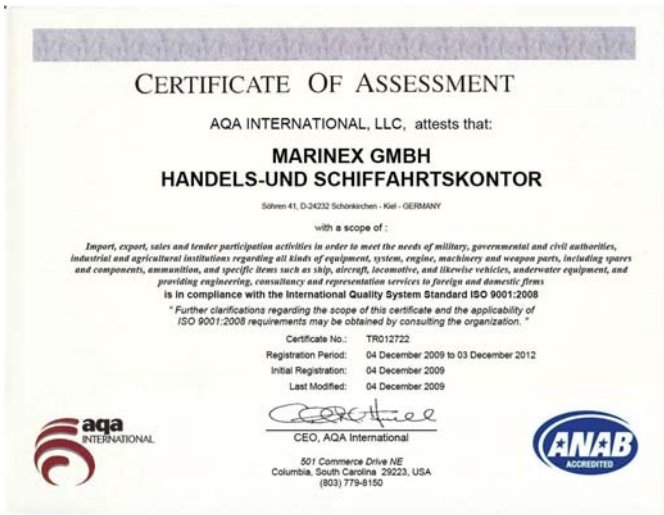 CERTIFICATE OF ASSESSMENT
AQA INTERNATIONAL, LLC, attests that:
MARINEX GMBH
HANDELS-UND SCHIFFAHRTSKONTOR
Söhren 41, D-24232 Schönkirchen - Kiel - GERMANY
with a scope of :
Import, export, sales and tender participation activities in order to meet the needs of military, governmental and civil authorities,
industrial and agricultural institutions regarding all kinds of equipment, system, engine, machinery and weapon parts, including spares
and components, ammunition, and specific items such as ship, aircraft, locomotive, and likewise vehicles, underwater equipment, and
providing engineering, consultancy and representation services to foreign and domestic firms
is in compliance with the International Quality System Standard ISO 9001:2008
" Further clarifications regarding the scope of this certificate and the applicability of
ISO 9001:2008 requirements may be obtained by consulting the organization. "
Certificate No.: TR012722
Registration Period: 04 December 2009 to 03 December 2012
Initial Registration: 04 December 2009
Last Modified: 04 December 2009
CEO, AQA International
501 Commerce Drive NE
Columbia, South Carolina 29223, USA
(803) 779-8150
aqa
INTERNATIONAL
ANAB
ACCREDITED